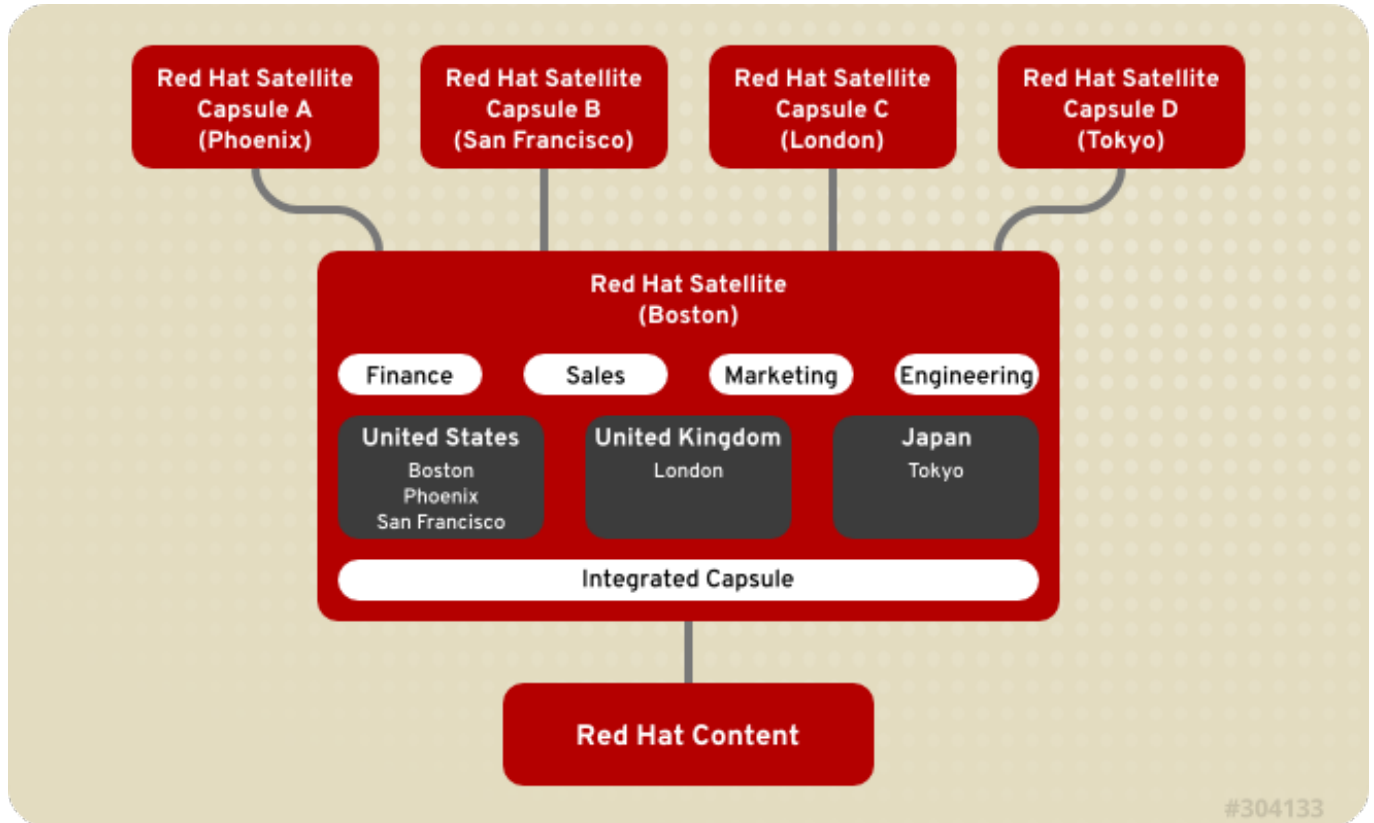 Red Hat Satellite
Capsule A
(Phoenix)
Red Hat Satellite
Capsule B
(San Francisco)
Red Hat Satellite
Capsule C
(London)
Red Hat Satellite
Capsule D
(Tokyo)
Red Hat Satellite
(Boston)
Finance
Sales
Marketing
Engineering
United States
Boston
Phoenix
San Francisco
United Kingdom
London
Japan
Tokyo
Integrated Capsule
Red Hat Content
#304133